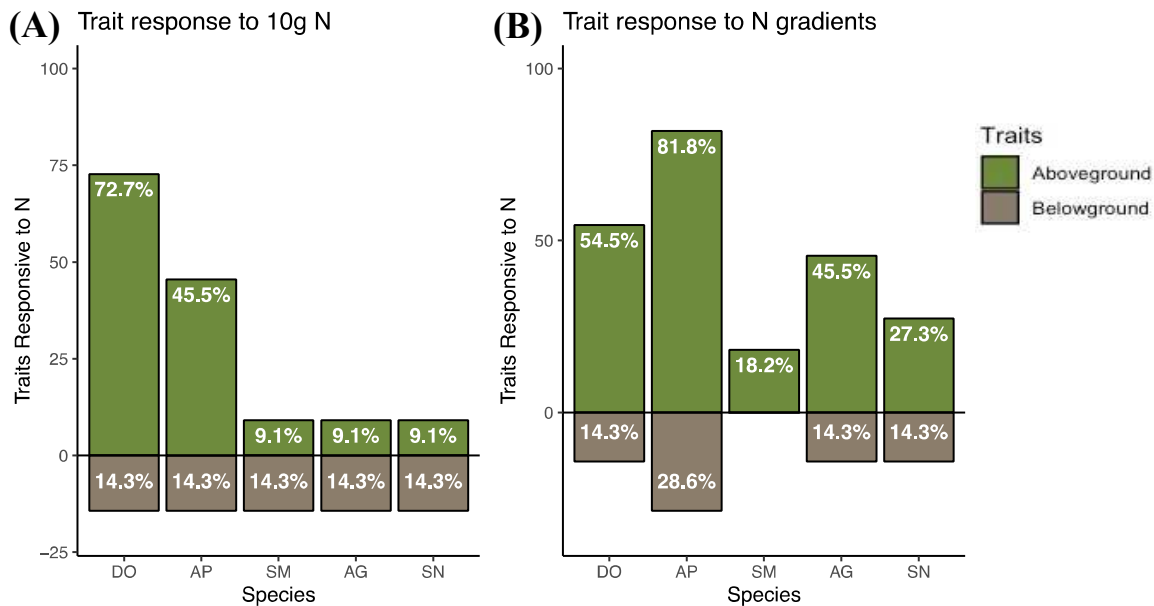 (A) Trait response to 10g N
Traits Responsive to N
100
75
50
25
0
−25
72.7%
45.5%
9.1%
9.1%
9.1%
14.3%
14.3%
14.3%
14.3%
14.3%
DO AP SM AG SN
Species
(B) Trait response to N gradients
Traits Responsive to N
100
50
0
54.5%
81.8%
18.2%
45.5%
27.3%
14.3%
28.6%
14.3%
14.3%
DO AP SM AG SN
Species
Traits
Aboveground
Belowground